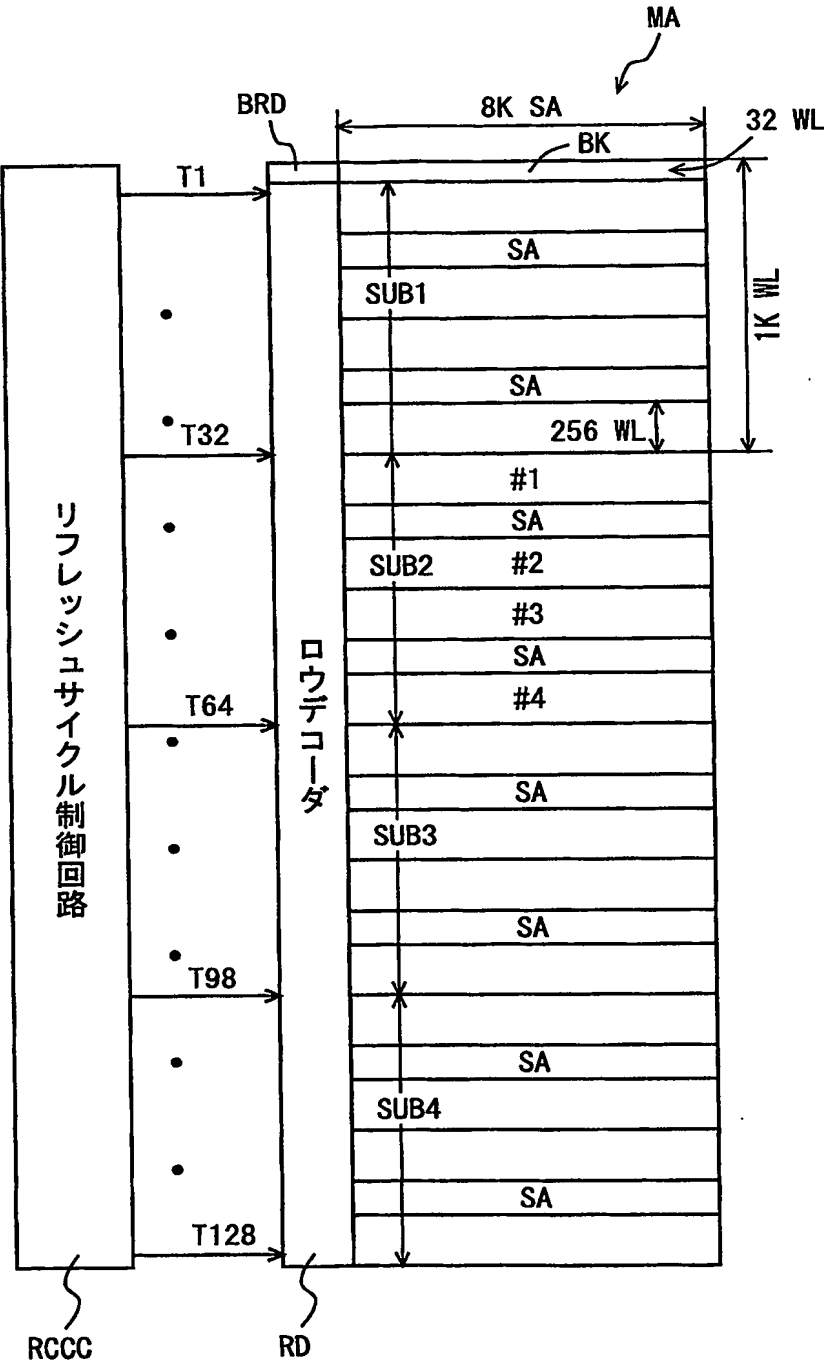 MA
BRD
8K SA
32 WL
BK
T1
SA
SUB1
1K WL
SA
T32
256 WL
#1
SA
SUB2
#2
#3
SA
T64
#4
リフレッシュサイクル制御回路
ロウデコーダ
SA
SUB3
SA
T98
SA
SUB4
SA
T128
RCCC
RD